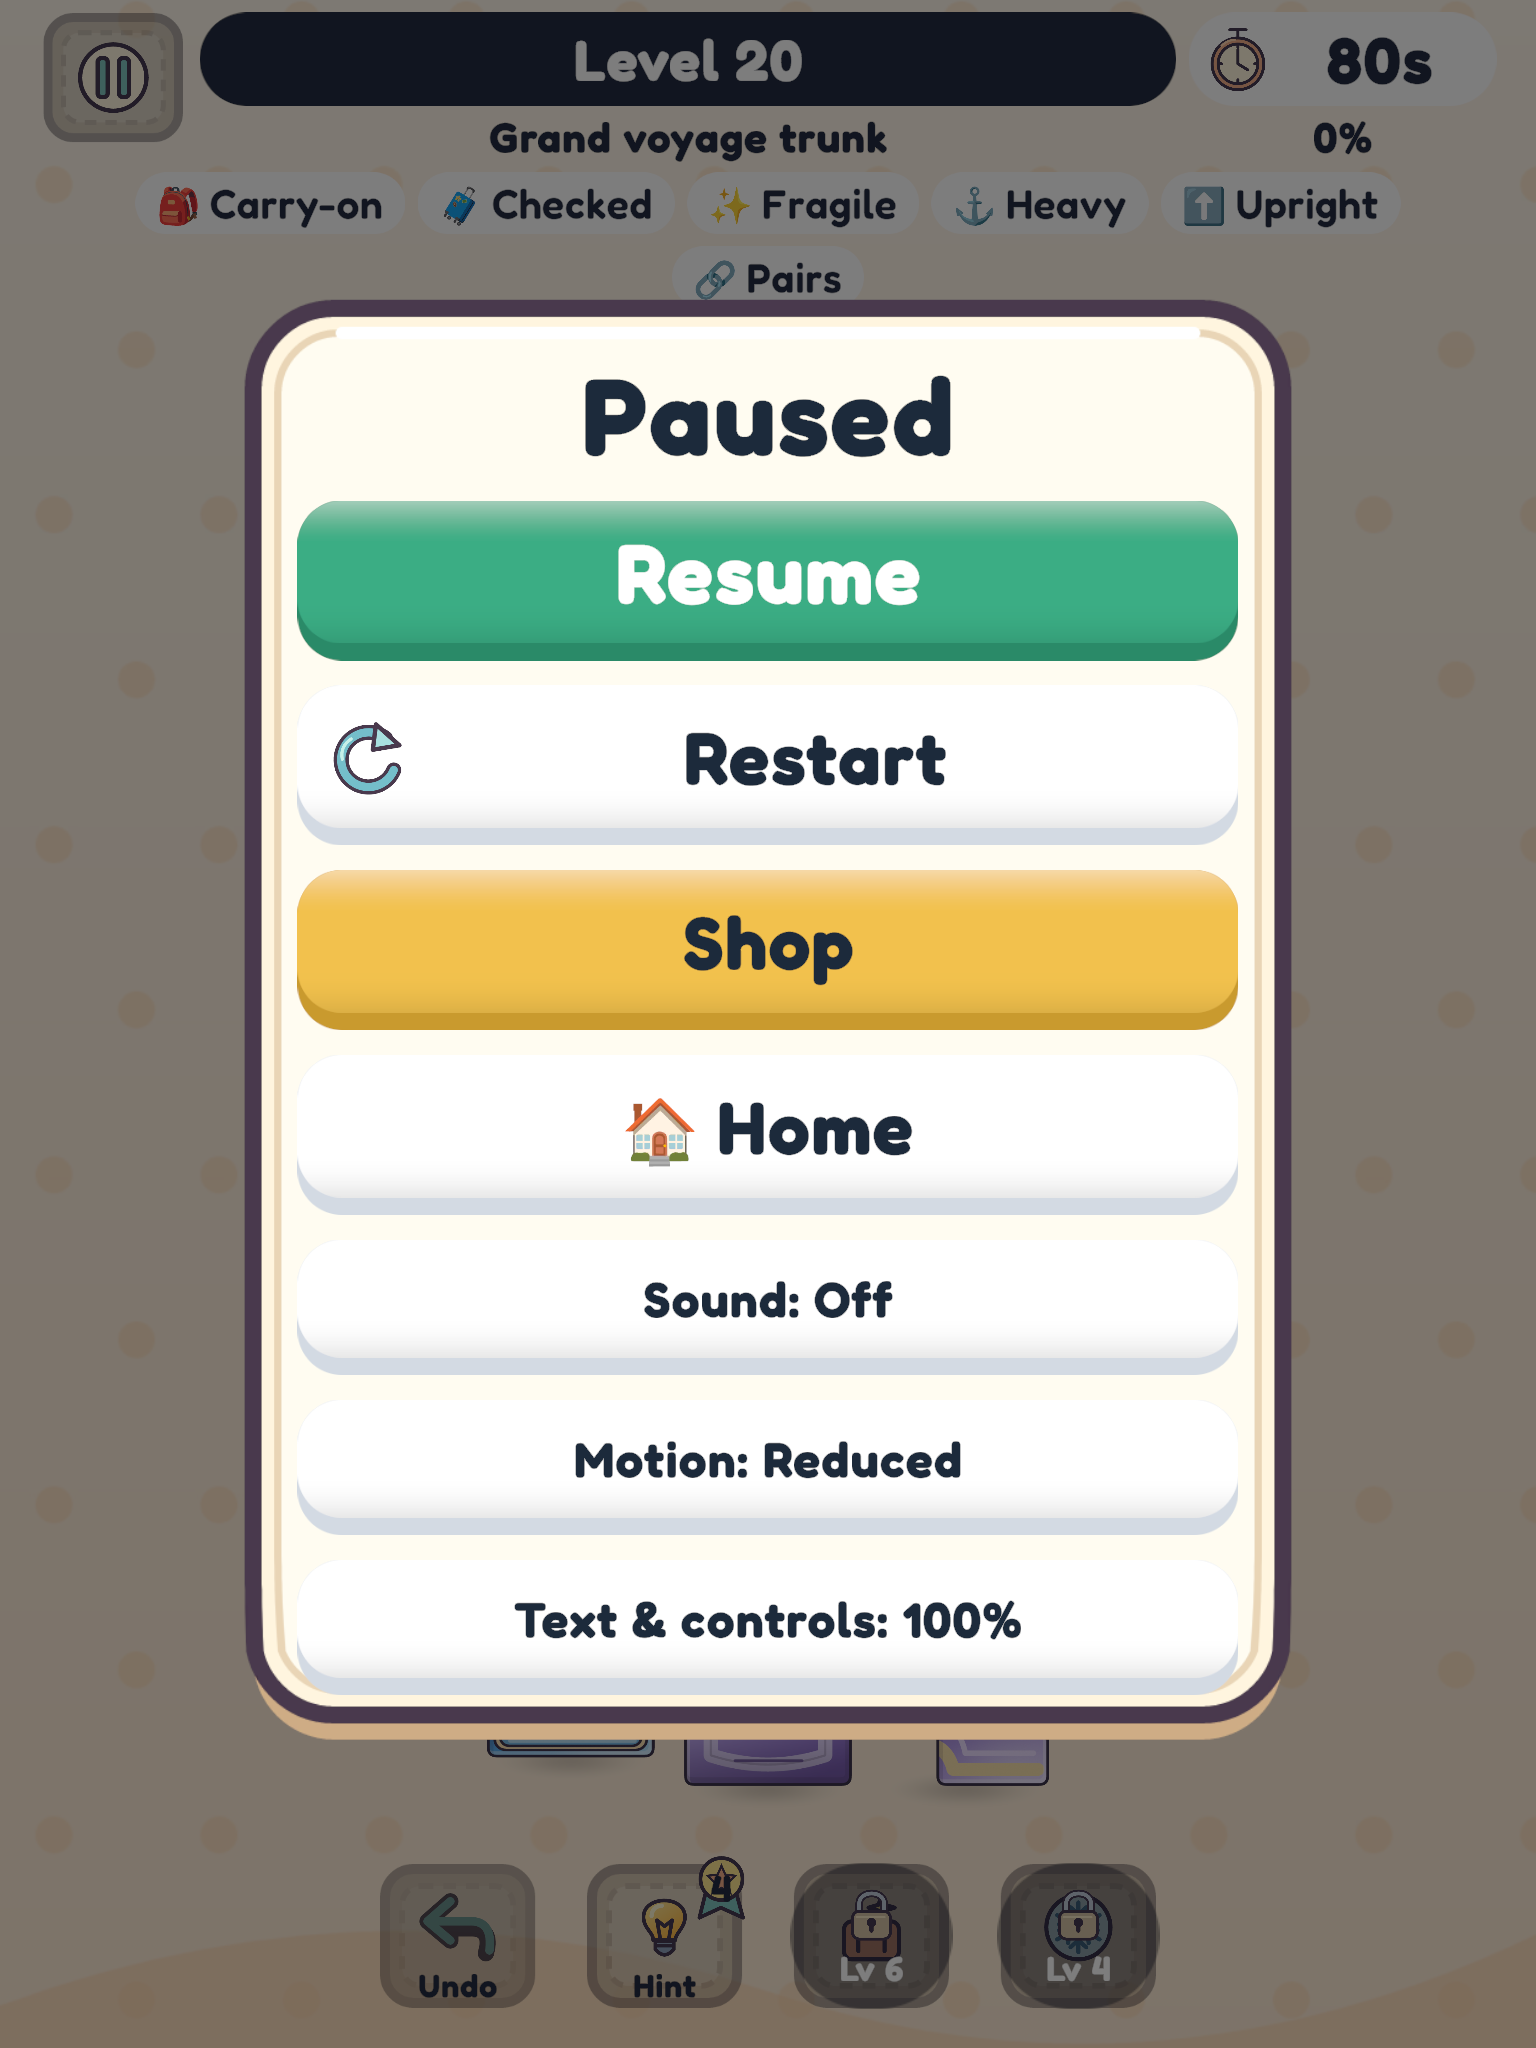 Level 20
80s
Grand voyage trunk
0%
Carry-on
Checked
Fragile
Heavy
Upright
Pairs
Paused
Resume
Restart
Shop
Home
Sound: Off
Motion: Reduced
Text & controls: 100%
4
Undo
Hint
Lv 6
Lv 4